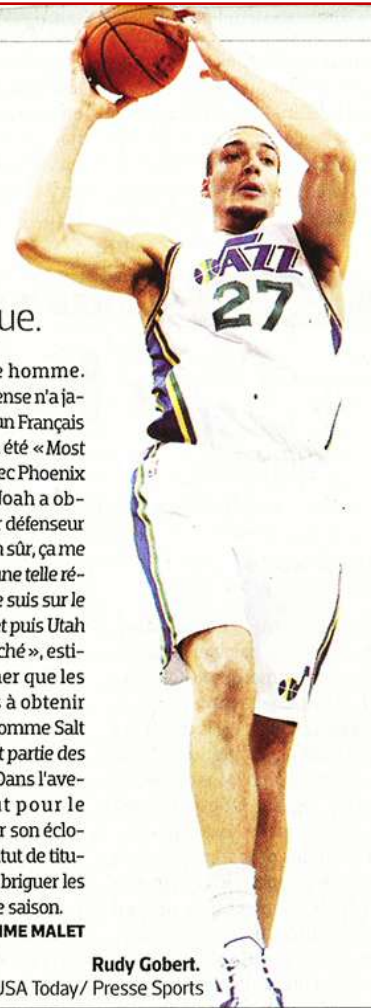 ue.
e homme.
ense n'a ja-
un Français
été « Most
ec Phoenix
Noah a ob-
r défenseur
n sûr, ça me
une telle ré-
e suis sur le
et puis Utah
ché », esti-
ner que les
s à obtenir
omme Salt
t partie des
Dans l'ave-
ut pour le
r son éclo-
tut de titu-
briguer les
e saison.
IME MALET
JAZZ
27
Rudy Gobert.
USA Today/ Presse Sports